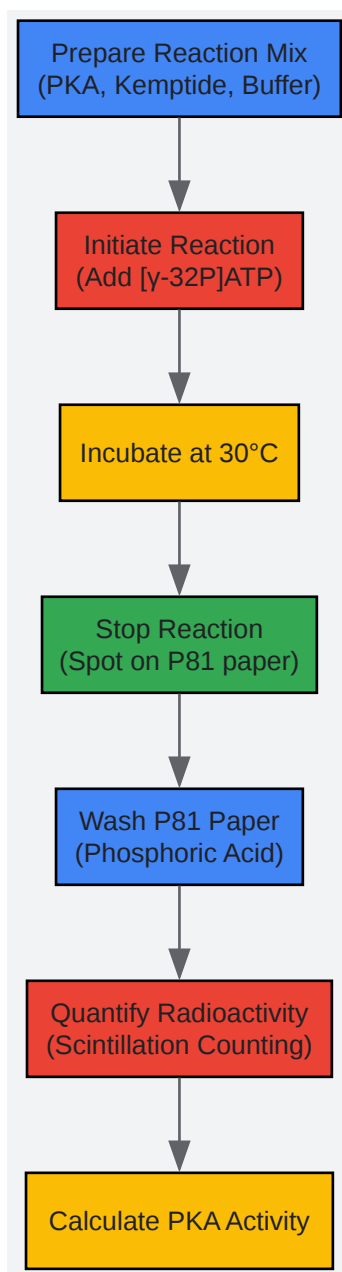 Prepare Reaction Mix
(PKA, Kemptide, Buffer)
Initiate Reaction
(Add [γ-32P]ATP)
Incubate at 30°C
Stop Reaction
(Spot on P81 paper)
Wash P81 Paper
(Phosphoric Acid)
Quantify Radioactivity
(Scintillation Counting)
Calculate PKA Activity